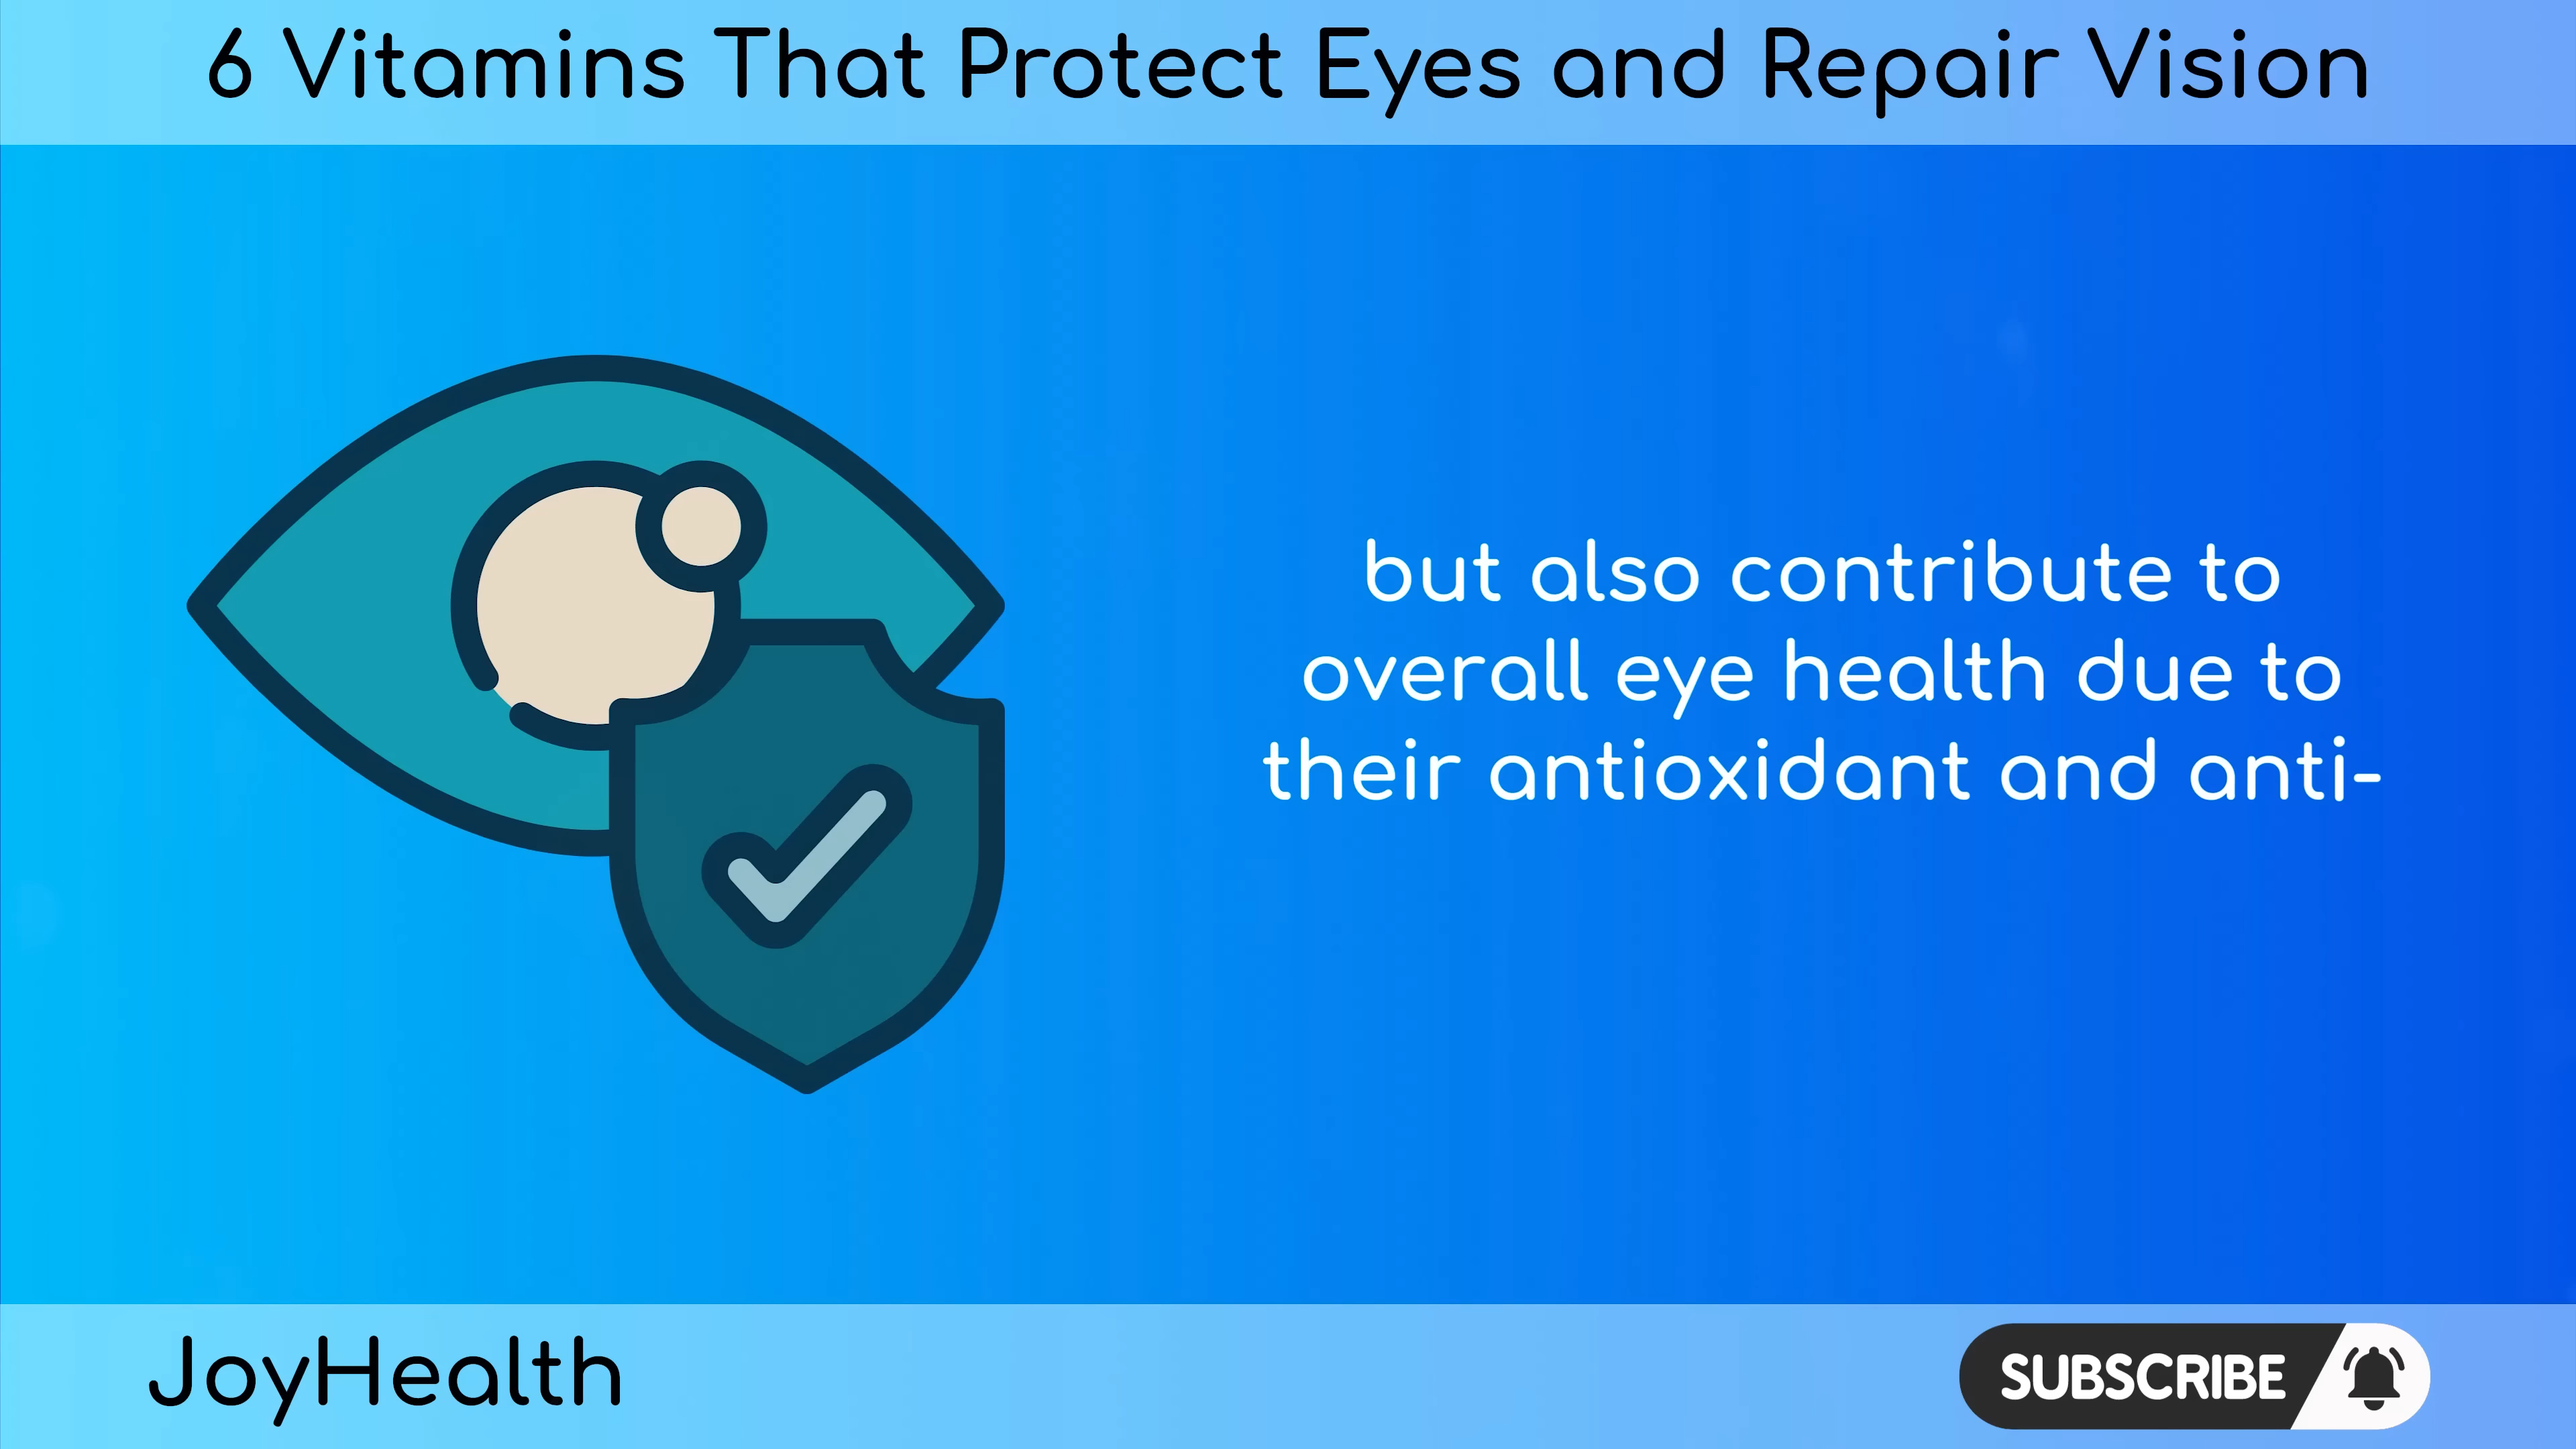 6 Vitamins That Protect Eyes and Repair Vision
but also contribute to
overall eye health due to
their antioxidant and anti-
JoyHealth
SUBSCRIBE